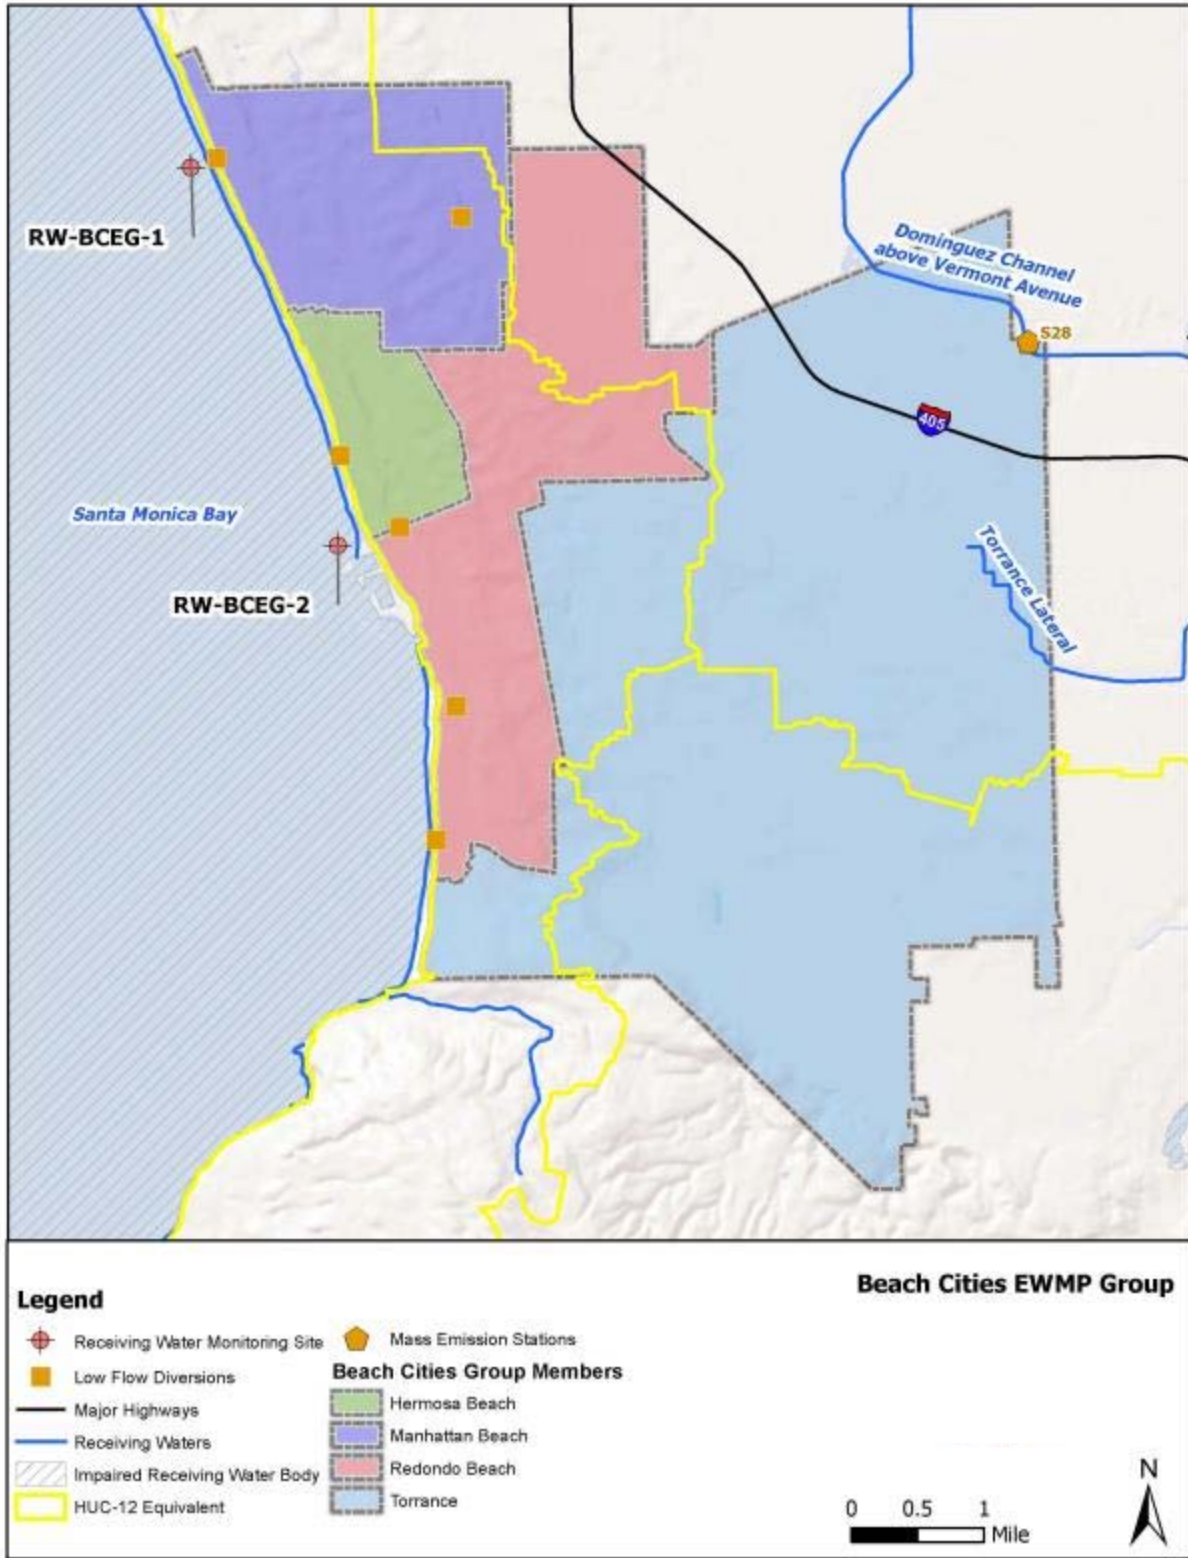 Dominguez Channel
above Vermont Avenue
RW-BCEG-1
S28
405
Santa Monica Bay
Torrance Lateral
RW-BCEG-2
Beach Cities EWMP Group
Legend
Receiving Water Monitoring Site
Mass Emission Stations
Low Flow Diversions
Beach Cities Group Members
Major Highways
Hermosa Beach
Receiving Waters
Manhattan Beach
Impaired Receiving Water Body
Redondo Beach
HUC-12 Equivalent
Torrance
N
0 0.5 1
Mile